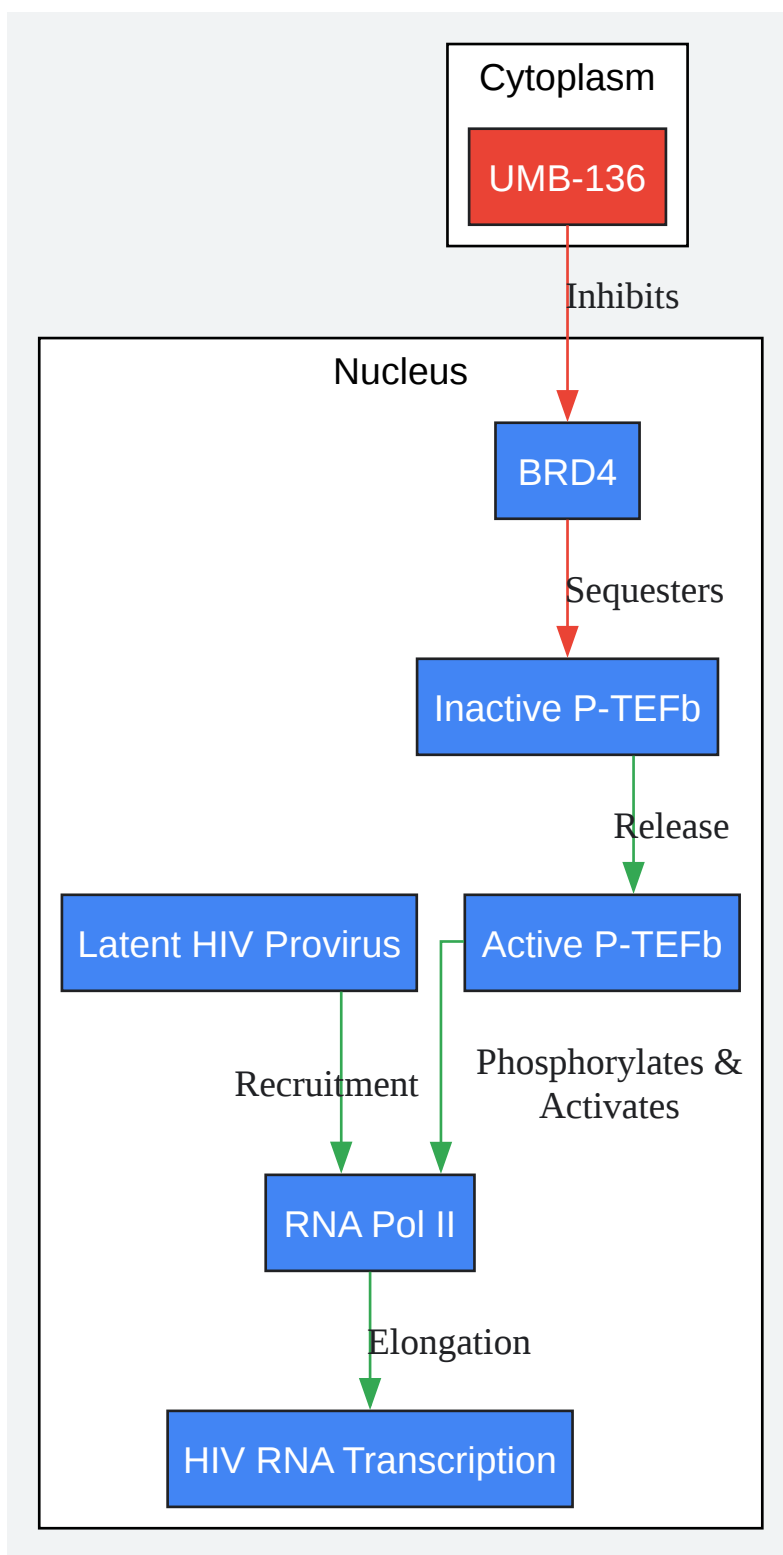 Cytoplasm
UMB-136
Inhibits
Nucleus
BRD4
Sequesters
Inactive P-TEFb
Release
Latent HIV Provirus
Active P-TEFb
Recruitment
Phosphorylates &
Activates
RNA Pol II
Elongation
HIV RNA Transcription